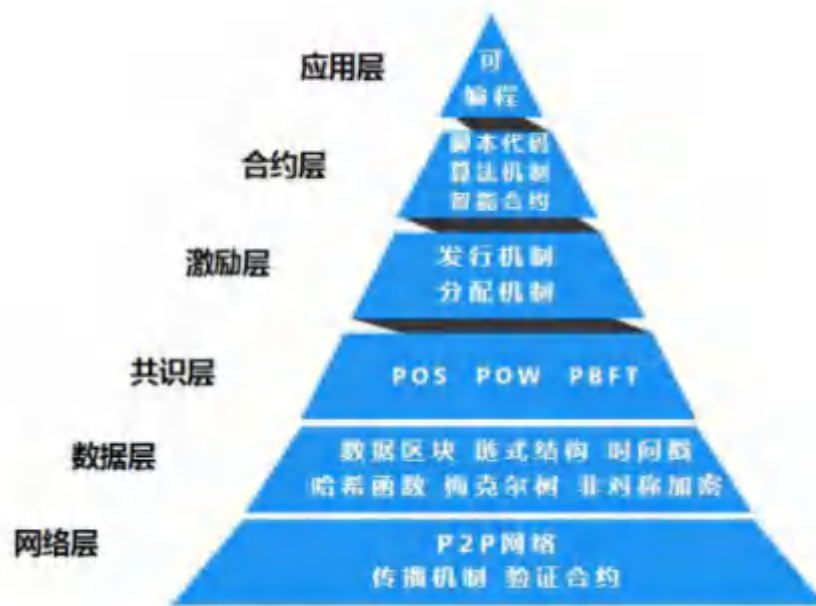 应用层
可
编程
合约层
脚本代码
算法机制
智能合约
激励层
发行机制
分配机制
共识层
POS POW PBFT
数据层
数据区块 链式结构 时间戳
哈希函数 梅克尔树 非对称加密
网络层
P2P网络
传播机制 验证合约